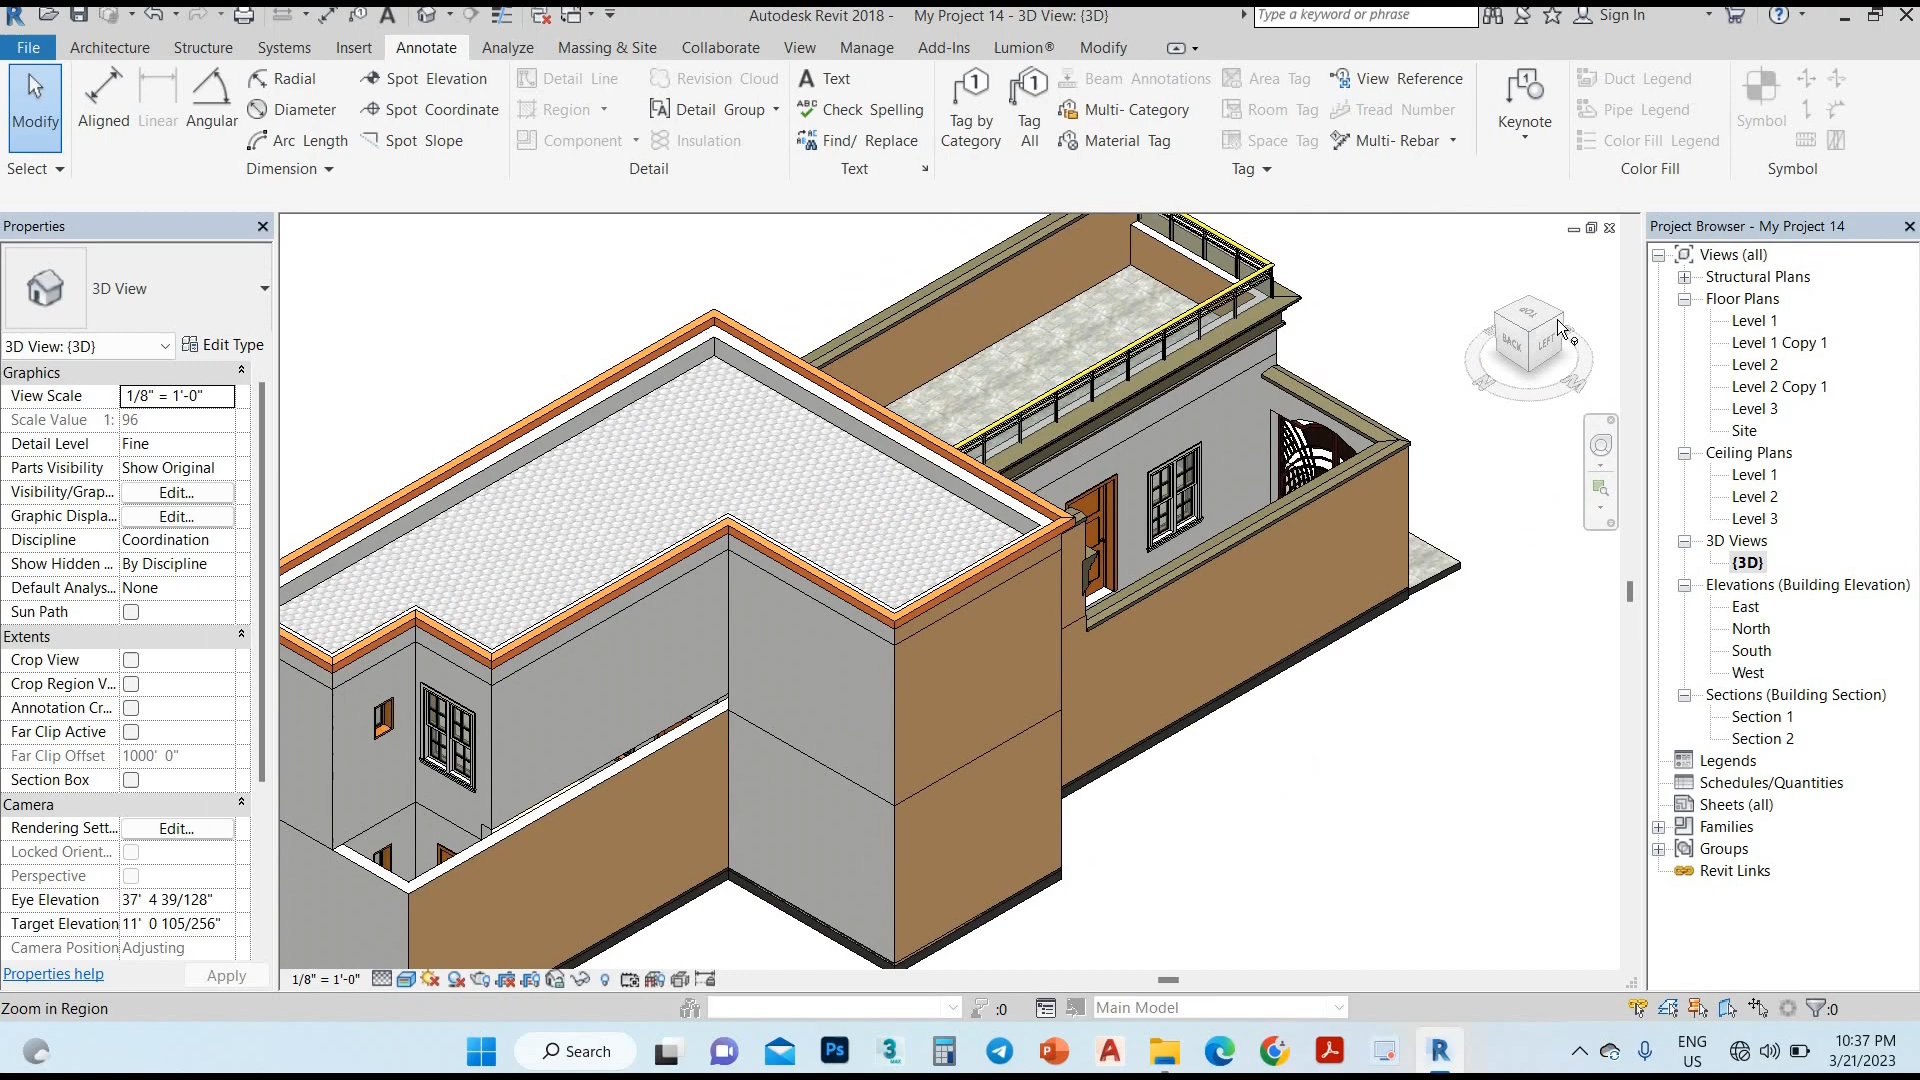 Autodesk Revit 2018 - My Project 14 - 3D View: {3D}
Type a keyword or phrase
Sign In
File Architecture Structure Systems Insert Annotate Analyze Massing & Site Collaborate View Manage Add-Ins Lumion® Modify
Modify
Select
Aligned Linear Angular
Radial
Diameter
Arc Length
Spot Elevation
Spot Coordinate
Spot Slope
Dimension
Detail Line
Region
Component
Revision Cloud
Detail Group
Insulation
Detail
Text
Check Spelling
Find/ Replace
Text
Tag by
Category
Tag
All
Beam Annotations
Multi- Category
Material Tag
Area Tag
Room Tag
Space Tag
View Reference
Tread Number
Multi- Rebar
Tag
Keynote
Duct Legend
Pipe Legend
Color Fill Legend
Color Fill
Symbol
Symbol
Properties
3D View
3D View: {3D}
Edit Type
Graphics
View Scale 1/8" = 1'-0"
Scale Value 1: 96
Detail Level Fine
Parts Visibility Show Original
Visibility/Grap... Edit...
Graphic Displa... Edit...
Discipline Coordination
Show Hidden ... By Discipline
Default Analys... None
Sun Path
Extents
Crop View
Crop Region V...
Annotation Cr...
Far Clip Active
Far Clip Offset 1000' 0"
Section Box
Camera
Rendering Sett... Edit...
Locked Orient...
Perspective
Eye Elevation 37' 4 39/128"
Target Elevation 11' 0 105/256"
Camera Position Adjusting
Properties help
Apply
TOP
BACK
LEFT
1/8" = 1'-0"
Project Browser - My Project 14
Views (all)
Structural Plans
Floor Plans
Level 1
Level 1 Copy 1
Level 2
Level 2 Copy 1
Level 3
Site
Ceiling Plans
Level 1
Level 2
Level 3
3D Views
{3D}
Elevations (Building Elevation)
East
North
South
West
Sections (Building Section)
Section 1
Section 2
Legends
Schedules/Quantities
Sheets (all)
Families
Groups
Revit Links
Zoom in Region
:0
Main Model
:0
Search
ENG
US
10:37 PM
3/21/2023